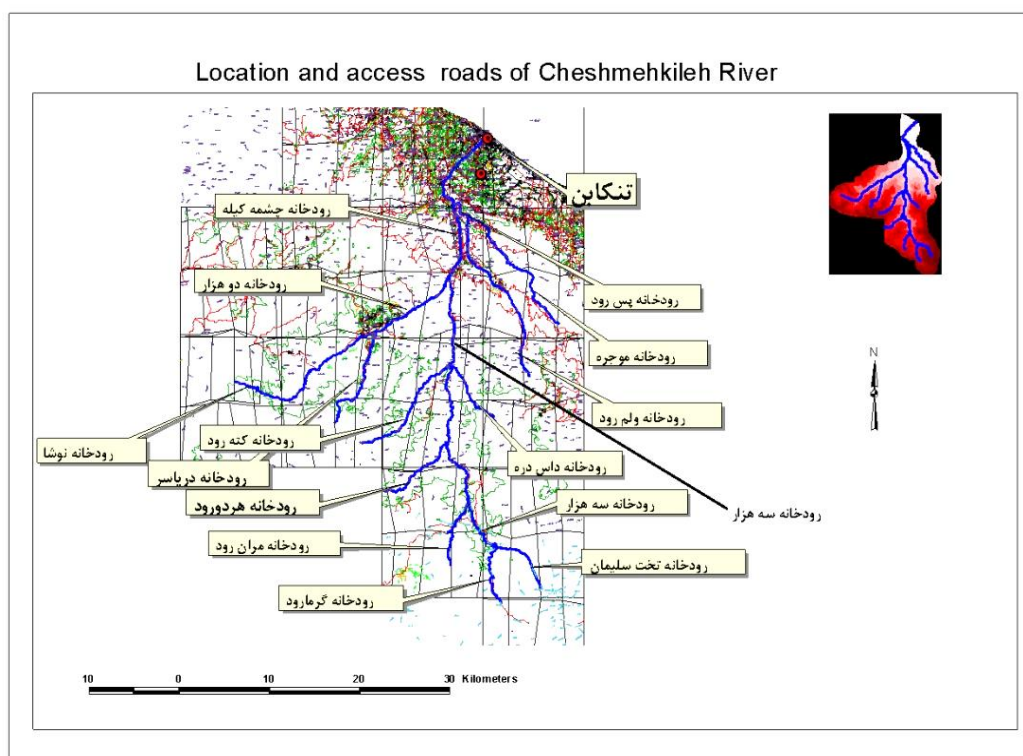 Location and access roads of Cheshmehkileh River
تنکابن
رودخانه چشمه کیله
رودخانه دو هزار
رودخانه پس رود
رودخانه موجره
رودخانه ولم رود
رودخانه کته رود
رودخانه نوشا
رودخانه دریاسر
رودخانه داس دره
رودخانه هردورود
رودخانه سه هزار
رودخانه سه هزار
رودخانه مران رود
رودخانه تخت سلیمان
رودخانه گرمارود
N
10 0 10 20 30 Kilometers